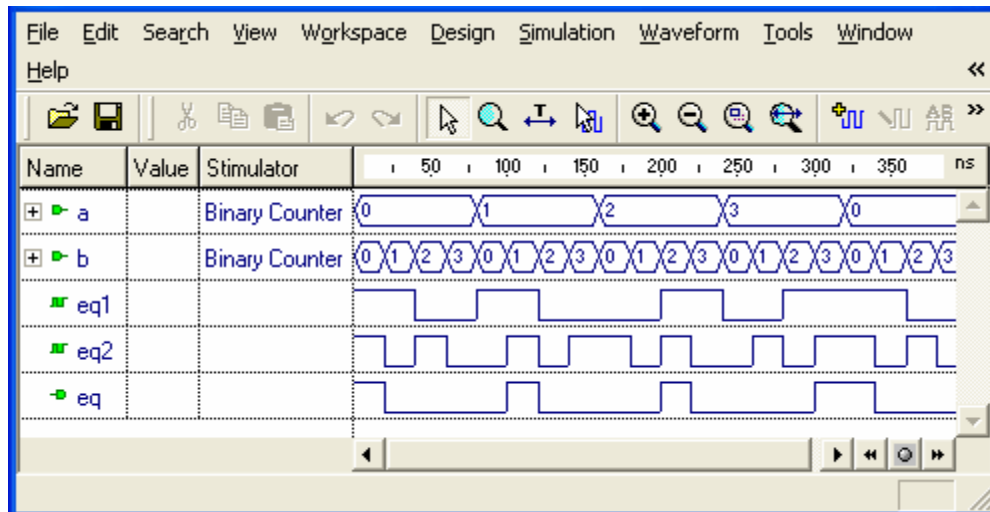 File Edit Search View Workspace Design Simulation Waveform Tools Window
Help
Name Value Stimulator 50 100 150 200 250 300 350 ns
a Binary Counter 0 1 2 3 0
b Binary Counter 0 1 2 3 0 1 2 3 0 1 2 3 0 1 2 3 0 1 2 3
eq1
eq2
eq